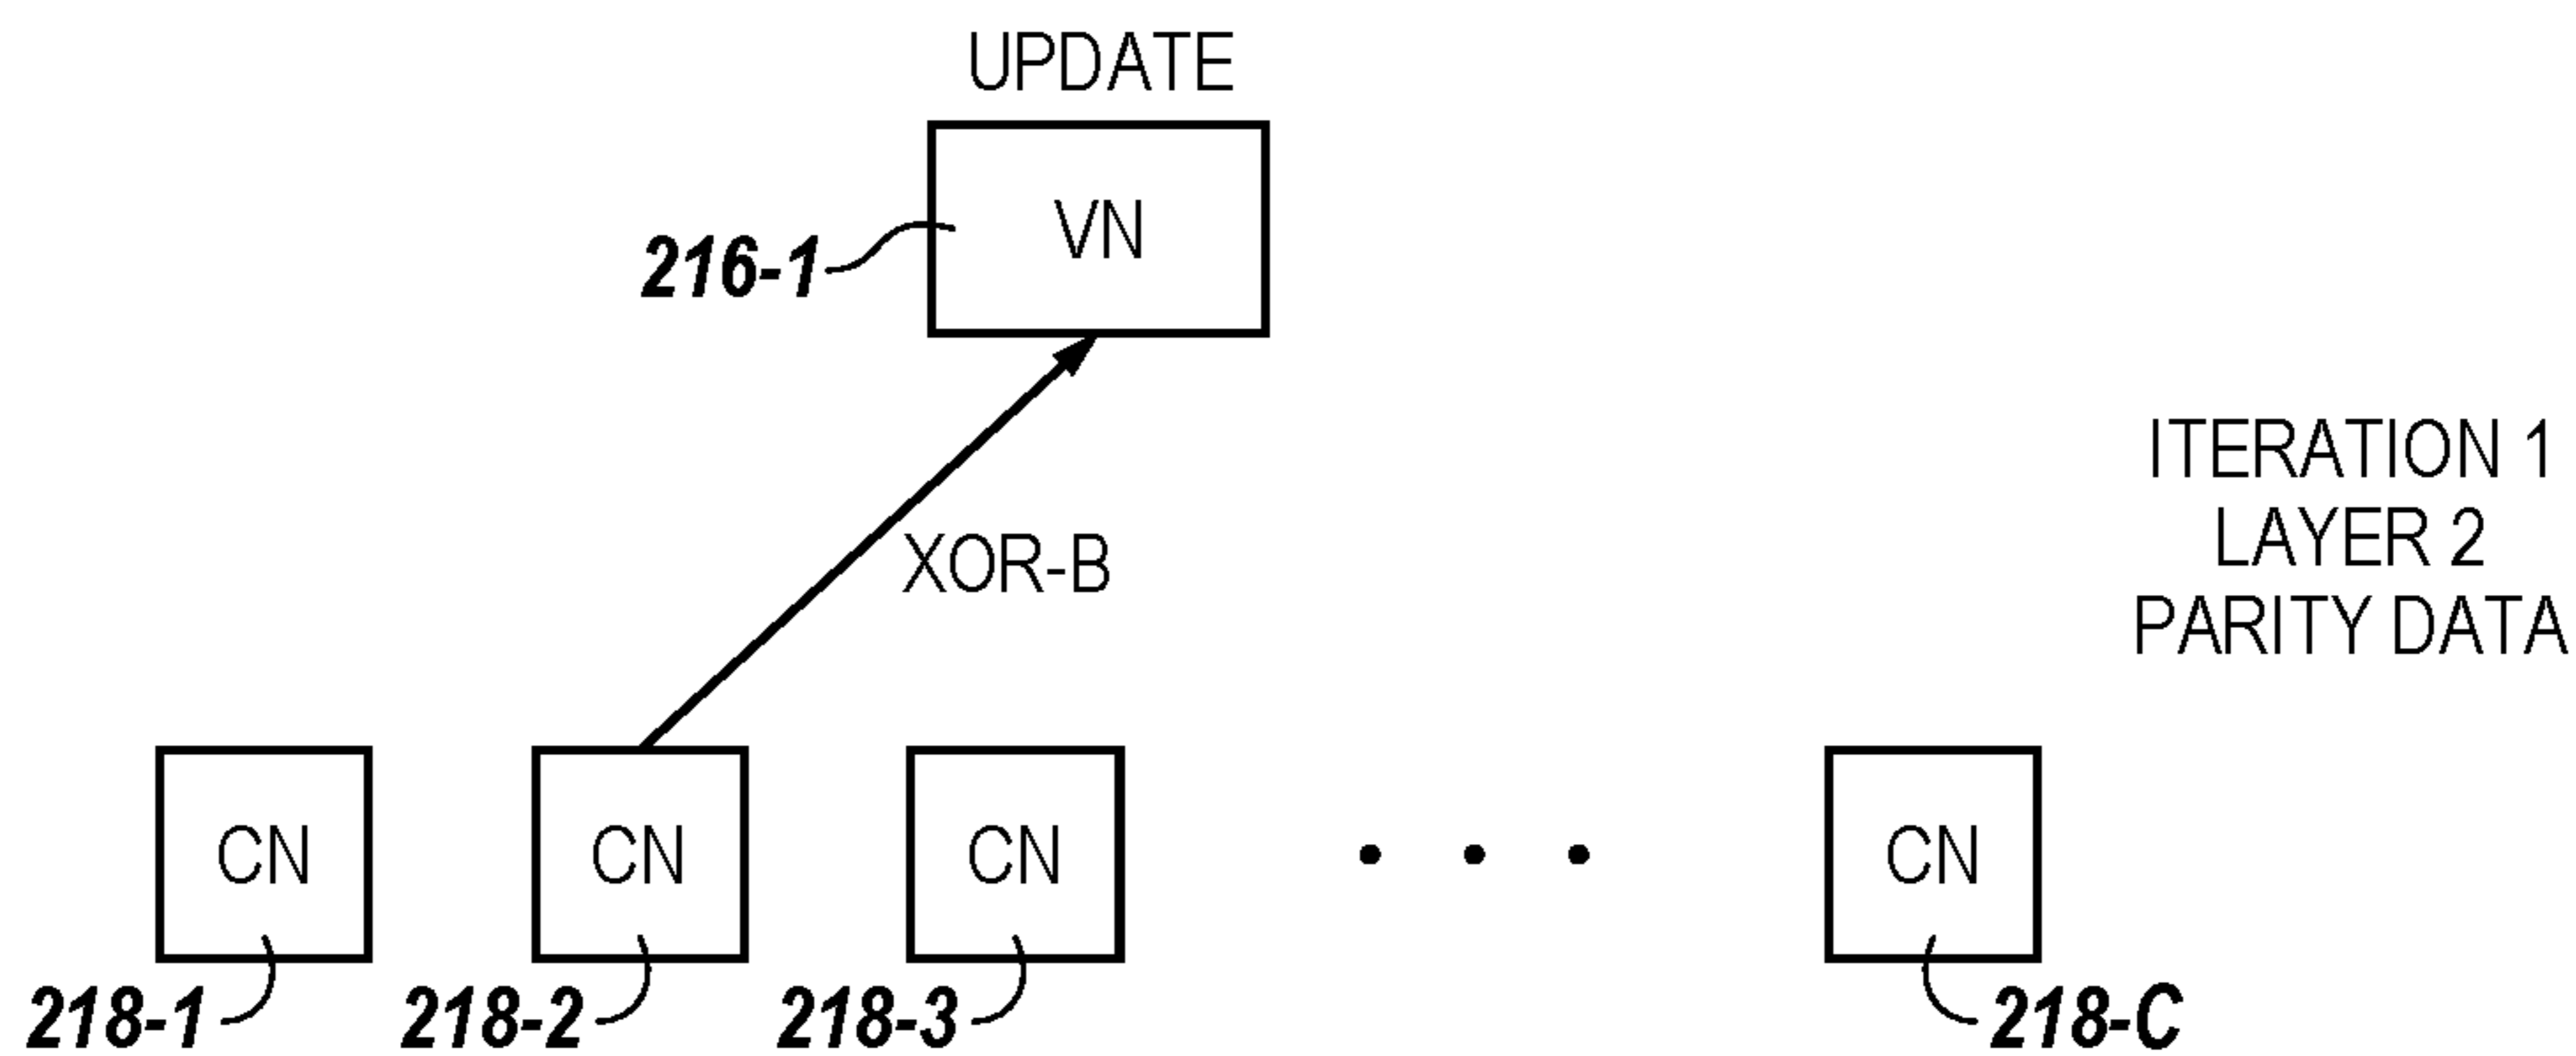 UPDATE
VN
216-1
XOR-B
ITERATION 1
LAYER 2
PARITY DATA
CN
CN
CN
CN
218-1
218-2
218-3
218-C